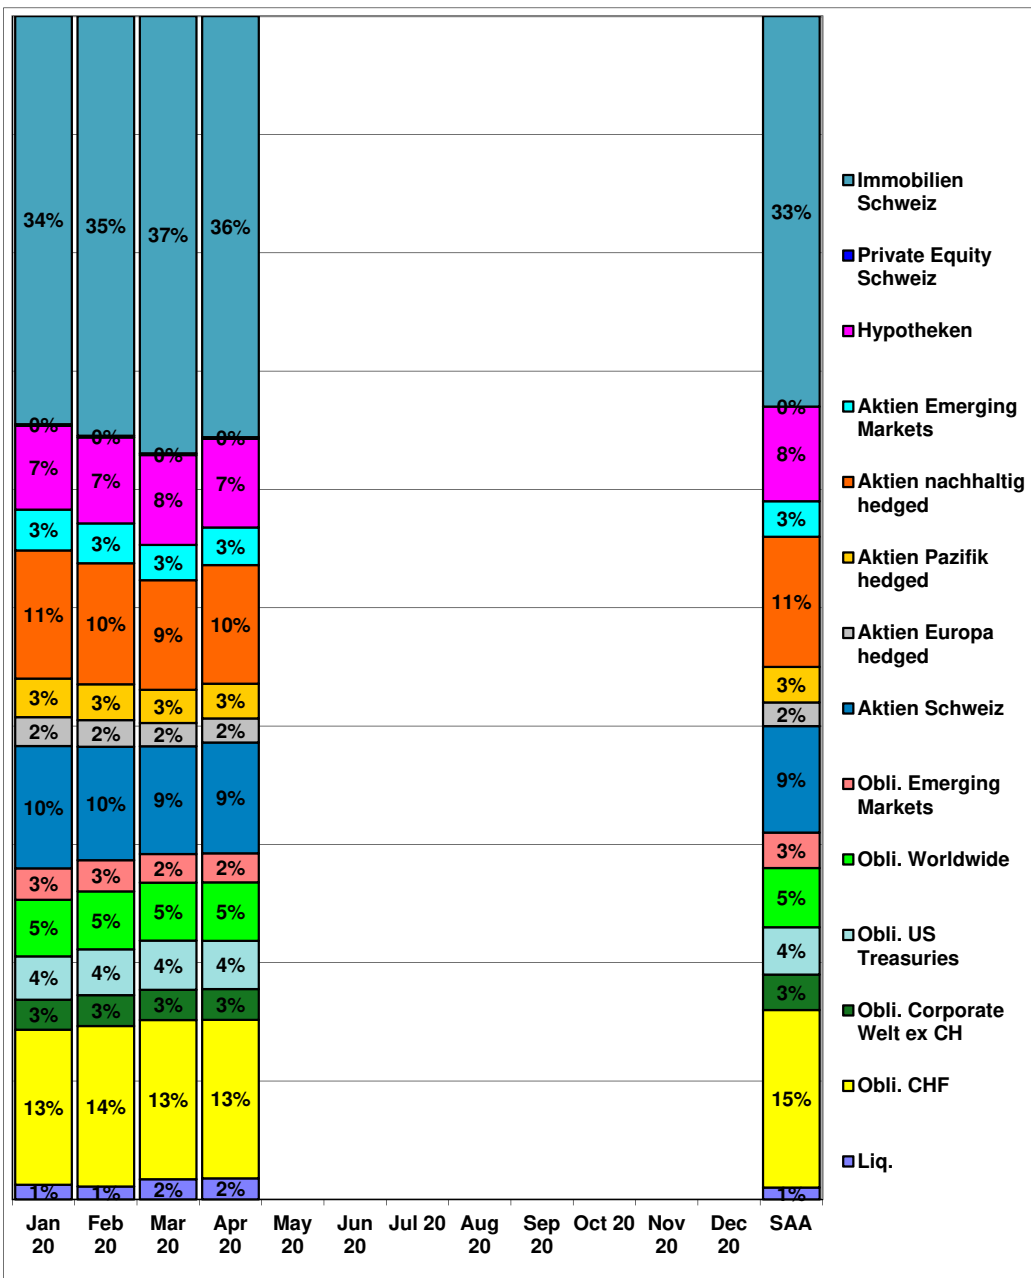 34%
35%
37%
36%
33%
0%
0%
0%
0%
0%
7%
7%
8%
7%
8%
3%
3%
3%
3%
3%
11%
10%
9%
10%
11%
3%
3%
3%
3%
3%
2%
2%
2%
2%
2%
10%
10%
9%
9%
9%
3%
3%
2%
2%
3%
5%
5%
5%
5%
5%
4%
4%
4%
4%
4%
3%
3%
3%
3%
3%
13%
14%
13%
13%
15%
1%
1%
2%
2%
1%
Jan
20
Feb
20
Mar
20
Apr
20
May
20
Jun
20
Jul 20
Aug
20
Sep
20
Oct 20
Nov
20
Dec
20
SAA
Immobilien
Schweiz
Private Equity
Schweiz
Hypotheken
Aktien Emerging
Markets
Aktien nachhaltig
hedged
Aktien Pazifik
hedged
Aktien Europa
hedged
Aktien Schweiz
Obli. Emerging
Markets
Obli. Worldwide
Obli. US
Treasuries
Obli. Corporate
Welt ex CH
Obli. CHF
Liq.